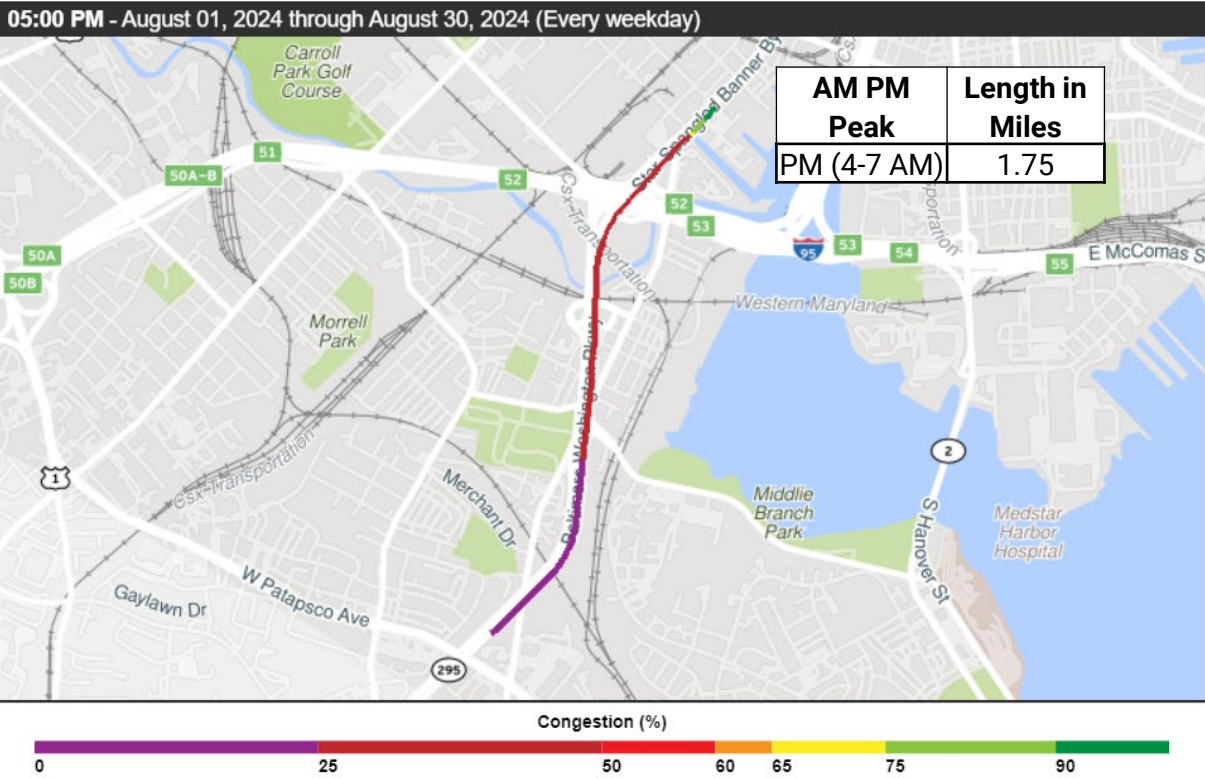 05:00 PM - August 01, 2024 through August 30, 2024 (Every weekday)
Carroll
Park Golf
Course
Star Spangled Banner By
AM PM
Peak
Length in
Miles
PM (4-7 AM)
1.75
51
50A-B
52
Csx-Transportation
52
53
50A
50B
95
53
54
55
E McComas S
Western Maryland
Morrell
Park
Baltimore Washington Pkwy
1
Csx-Transportation
2
Merchant Dr
Middlie
Branch
Park
S Hanover St
Medstar
Harbor
Hospital
Gaylawn Dr
W Patapsco Ave
295
Congestion (%)
0
25
50
60
65
75
90